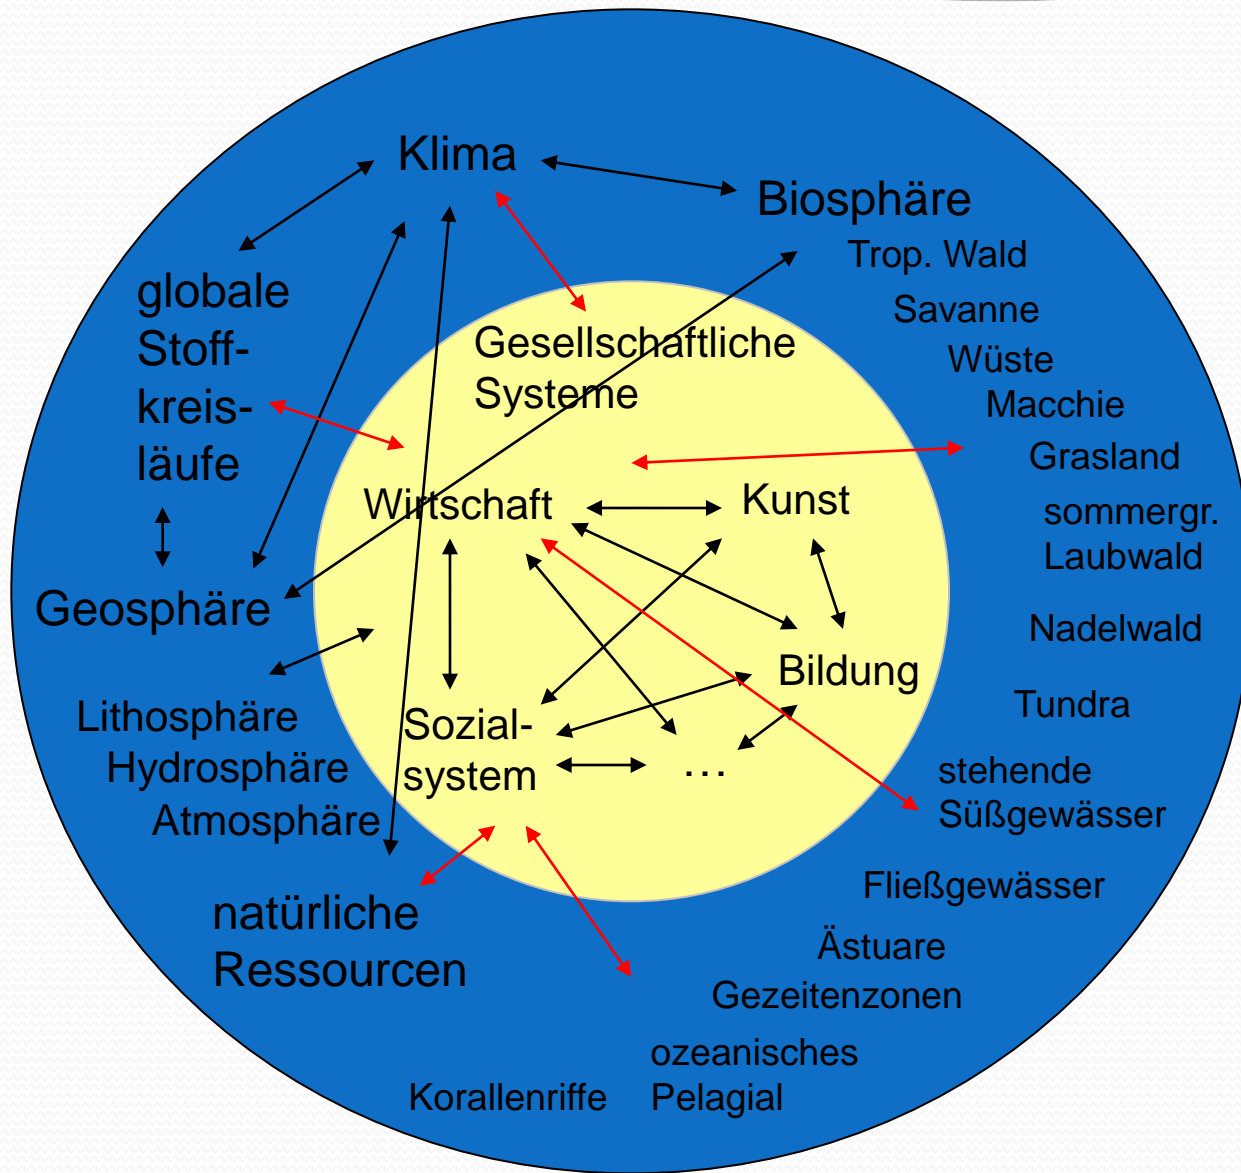 Klima
Biosphäre
Trop. Wald
Savanne
Wüste
Macchie
Grasland
sommergr.
Laubwald
Nadelwald
Tundra
stehende
Süßgewässer
Fließgewässer
Ästuare
Gezeitenzonen
ozeanisches
Pelagial
Korallenriffe
globale
Stoff-
kreis-
läufe
Geosphäre
Lithosphäre
Hydrosphäre
Atmosphäre
natürliche
Ressourcen
Gesellschaftliche
Systeme
Wirtschaft
Kunst
Bildung
Sozial-
system
…